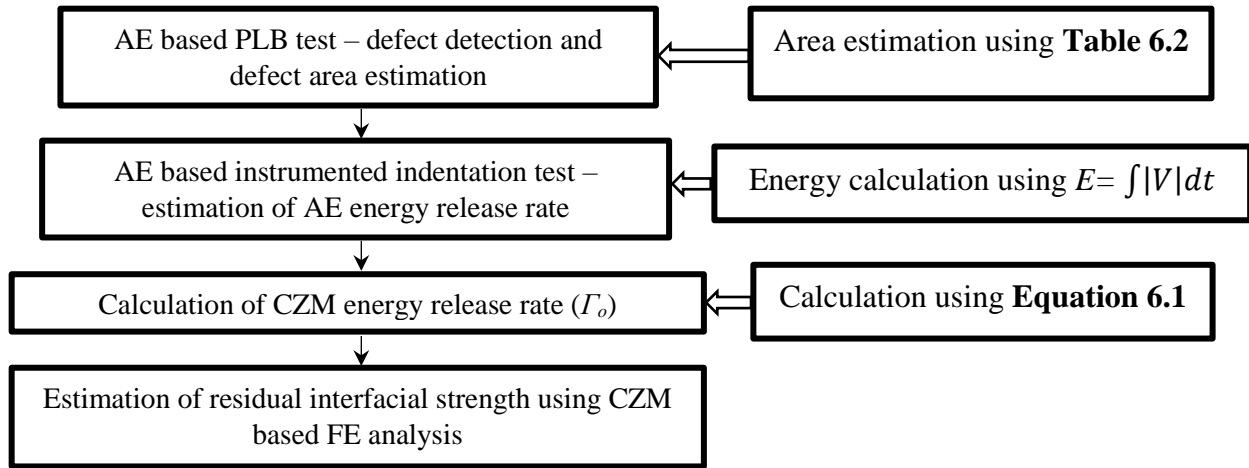 AE based PLB test – defect detection and
defect area estimation
Area estimation using Table 6.2
AE based instrumented indentation test –
estimation of AE energy release rate
Energy calculation using E= ∫|V|dt
Calculation of CZM energy release rate (Γo)
Calculation using Equation 6.1
Estimation of residual interfacial strength using CZM
based FE analysis